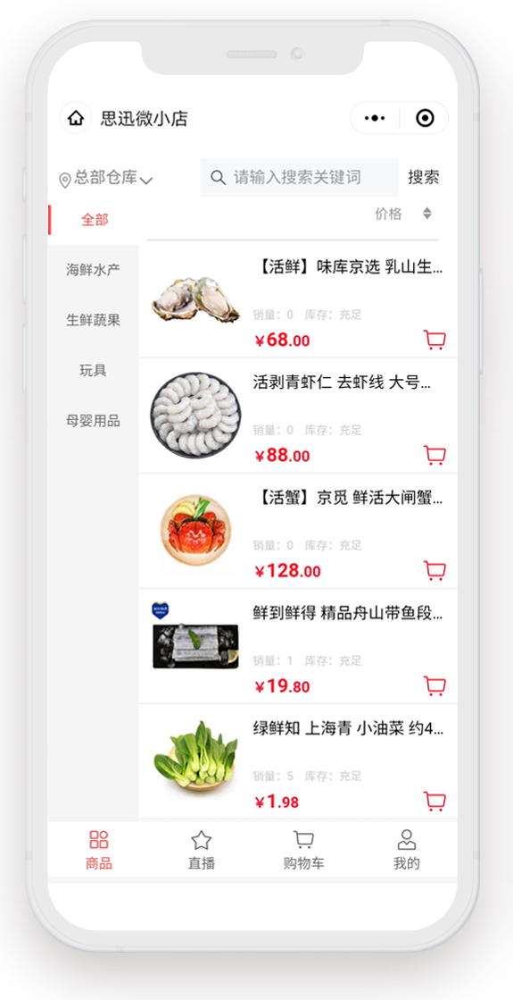 思迅微小店
总部仓库
请输入搜索关键词
搜索
全部
价格
海鲜水产
生鲜蔬果
玩具
母婴用品
【活鲜】味库京选 乳山生...
销量：0 库存：充足
¥68.00
活剥青虾仁 去虾线 大号...
销量：0 库存：充足
¥88.00
【活蟹】京觅 鲜活大闸蟹...
销量：0 库存：充足
¥128.00
鲜到鲜得 精品舟山带鱼段...
销量：1 库存：充足
¥19.80
绿鲜知 上海青 小油菜 约4...
销量：5 库存：充足
¥1.98
商品
直播
购物车
我的